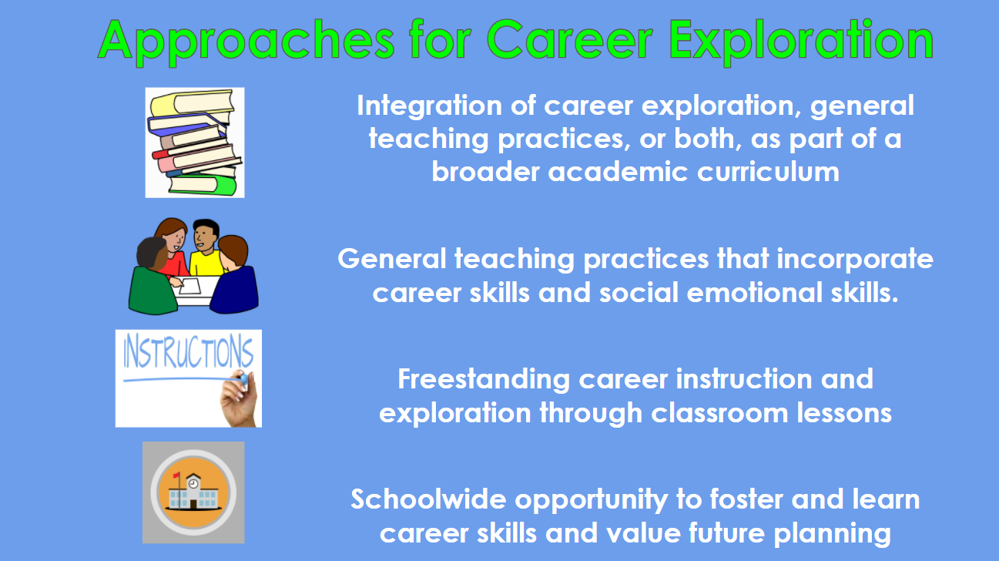 Approaches for Career Exploration
Integration of career exploration, general
teaching practices, or both, as part of a
broader academic curriculum
General teaching practices that incorporate
career skills and social emotional skills.
INSTRUCTIONS
Freestanding career instruction and
exploration through classroom lessons
Schoolwide opportunity to foster and learn
career skills and value future planning